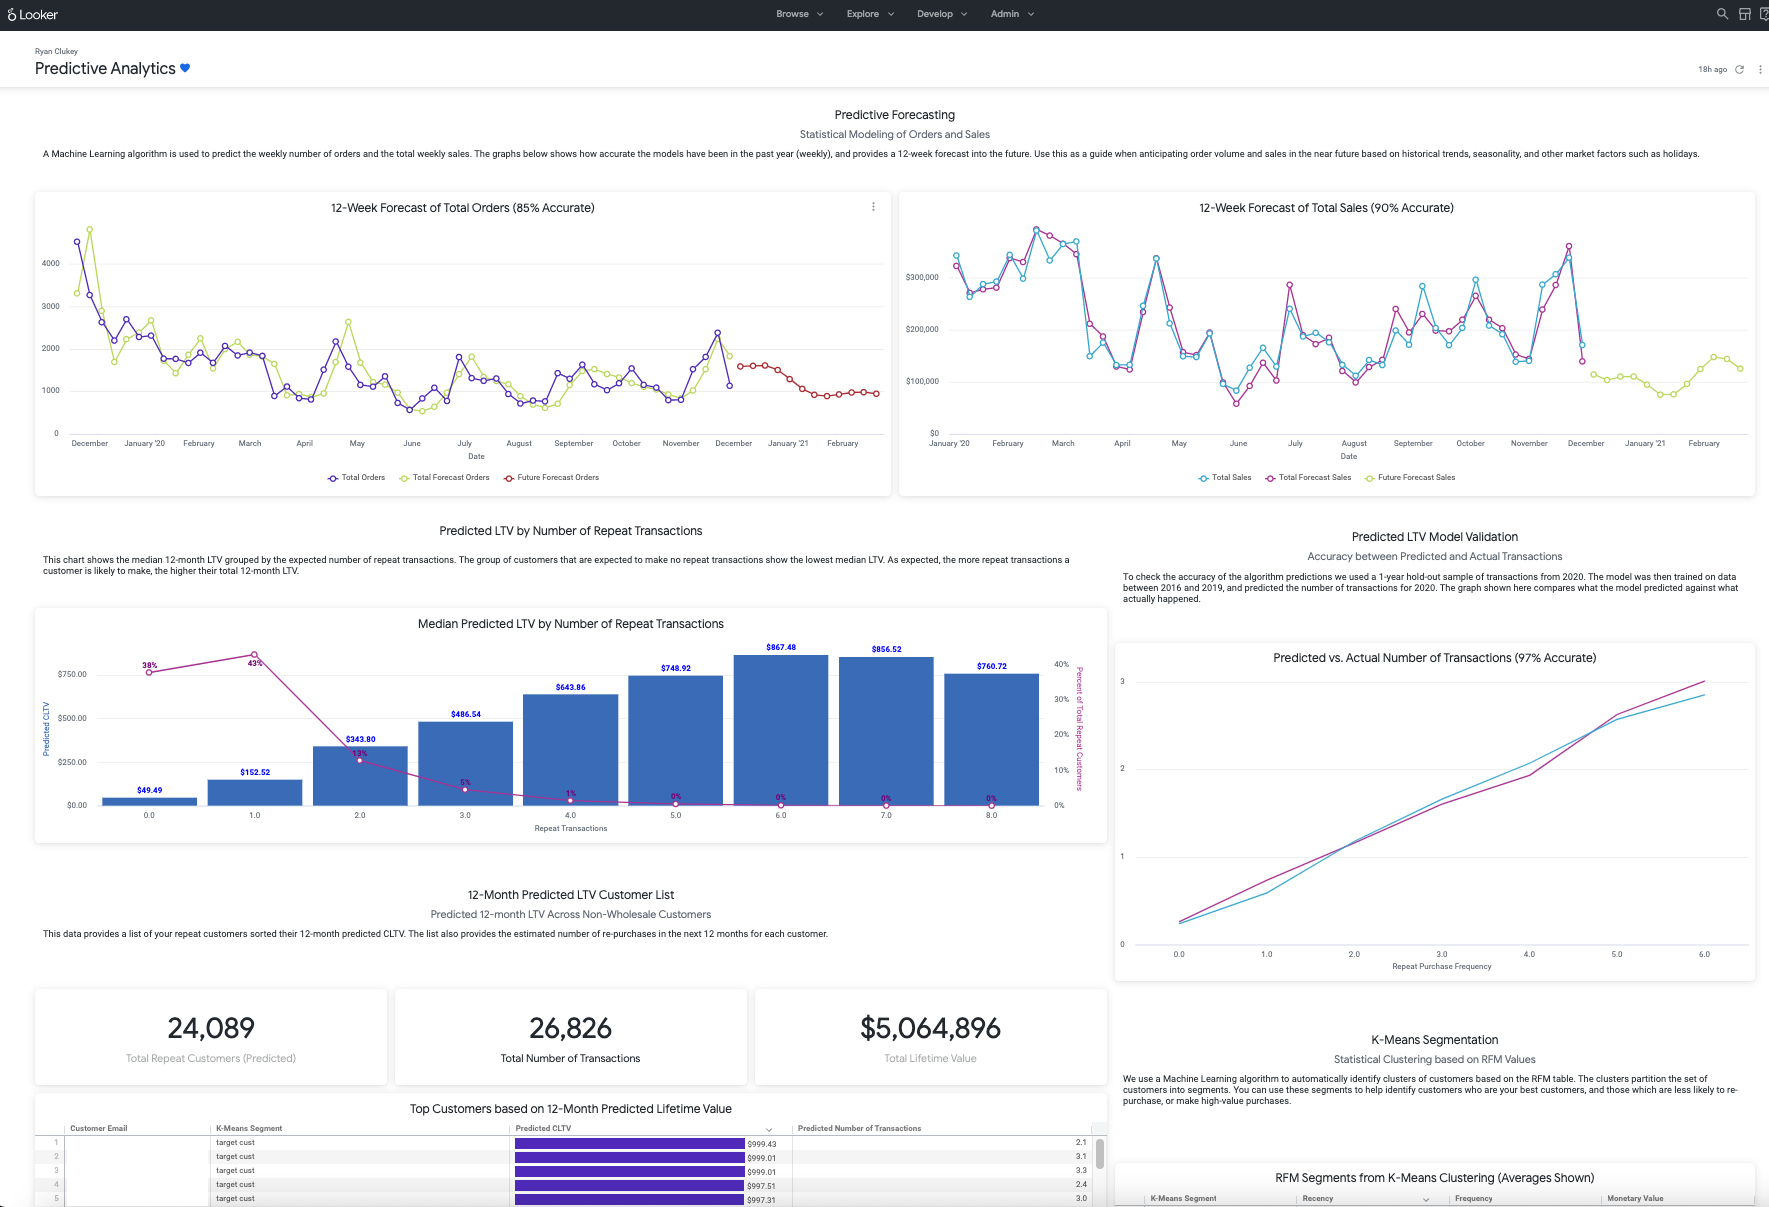 Looker
Browse
Explore
Develop
Admin
Ryan Clukey
Predictive Analytics
18h ago
Predictive Forecasting
Statistical Modeling of Orders and Sales
A Machine Learning algorithm is used to predict the weekly number of orders and the total weekly sales. The graphs below shows how accurate the models have been in the past year (weekly), and provides a 12-week forecast into the future. Use this as a guide when anticipating order volume and sales in the near future based on historical trends, seasonality, and other market factors such as holidays.
12-Week Forecast of Total Orders (85% Accurate)
4000
3000
2000
1000
0
December January '20 February March April May June July August September October November December January '21 February
Date
Total Orders Total Forecast Orders Future Forecast Orders
12-Week Forecast of Total Sales (90% Accurate)
$300,000
$200,000
$100,000
$0
January '20 February March April May June July August September October November December January '21 February
Date
Total Sales Total Forecast Sales Future Forecast Sales
Predicted LTV by Number of Repeat Transactions
This chart shows the median 12-month LTV grouped by the expected number of repeat transactions. The group of customers that are expected to make no repeat transactions show the lowest median LTV. As expected, the more repeat transactions a
customer is likely to make, the higher their total 12-month LTV.
Median Predicted LTV by Number of Repeat Transactions
Predicted CLTV
$750.00
$500.00
$250.00
$0.00
38%
43%
13%
5%
1%
0%
0%
0%
0%
$49.49
$152.52
$343.80
$486.54
$643.86
$748.92
$867.48
$856.52
$760.72
40%
30%
20%
10%
0%
Percent of Total Repeat Customers
0.0 1.0 2.0 3.0 4.0 5.0 6.0 7.0 8.0
Repeat Transactions
Predicted LTV Model Validation
Accuracy between Predicted and Actual Transactions
To check the accuracy of the algorithm predictions we used a 1-year hold-out sample of transactions from 2020. The model was then trained on data
between 2016 and 2019, and predicted the number of transactions for 2020. The graph shown here compares what the model predicted against what
actually happened.
Predicted vs. Actual Number of Transactions (97% Accurate)
3
2
1
0
0.0 1.0 2.0 3.0 4.0 5.0 6.0
Repeat Purchase Frequency
12-Month Predicted LTV Customer List
Predicted 12-month LTV Across Non-Wholesale Customers
This data provides a list of your repeat customers sorted their 12-month predicted CLTV. The list also provides the estimated number of re-purchases in the next 12 months for each customer.
24,089
Total Repeat Customers (Predicted)
26,826
Total Number of Transactions
$5,064,896
Total Lifetime Value
Top Customers based on 12-Month Predicted Lifetime Value
Customer Email K-Means Segment Predicted CLTV Predicted Number of Transactions
1 target cust $999.43 2.1
2 target cust $999.01 3.1
3 target cust $999.01 3.3
4 target cust $997.51 2.4
5 target cust $997.31 3.0
K-Means Segmentation
Statistical Clustering based on RFM Values
We use a Machine Learning algorithm to automatically identify clusters of customers based on the RFM table. The clusters partition the set of
customers into segments. You can use these segments to help identify customers who are your best customers, and those which are less likely to re-
purchase, or make high-value purchases.
RFM Segments from K-Means Clustering (Averages Shown)
K-Means Segment Recency Frequency Monetary Value